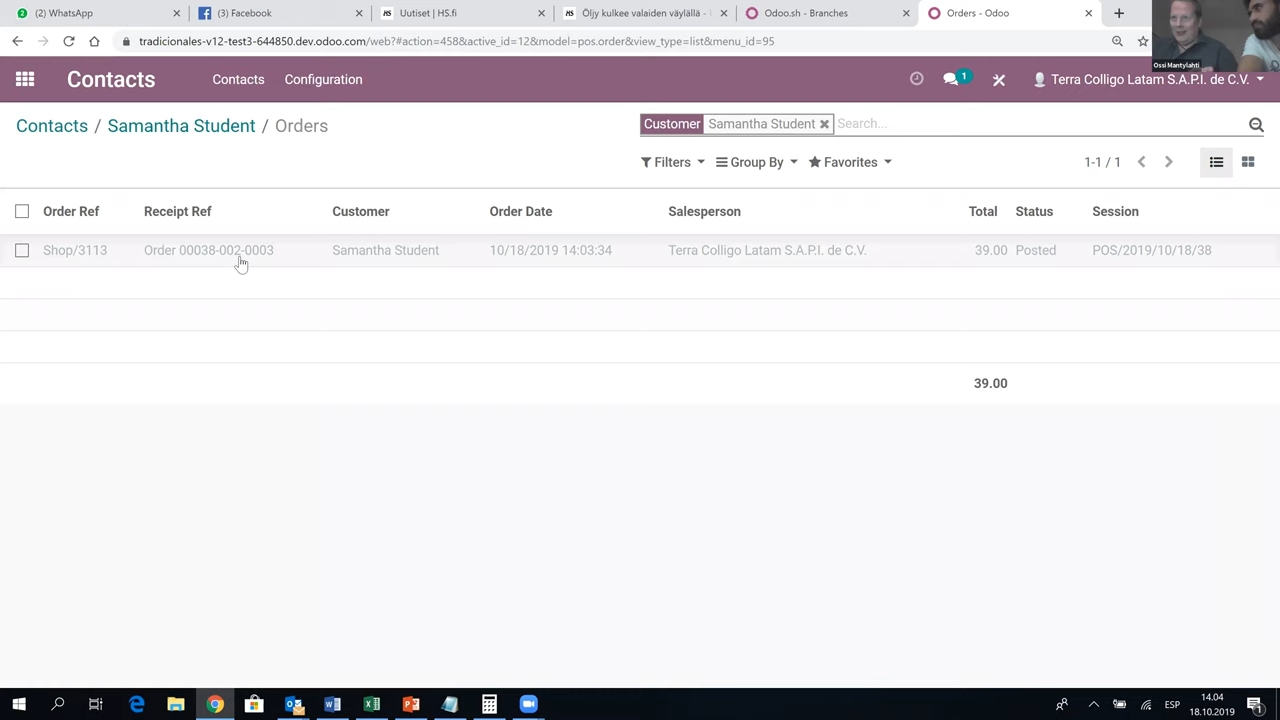 (2) WhatsApp
(3) Facebook
Uutiset | HS.fi
Öljy kulkee valaiden väylällä -
Odoo.sh - Branches
Orders - Odoo
tradicionales-v12-test3-644850.dev.odoo.com/web?#action=458&active_id=12&model=pos.order&view_type=list&menu_id=95
Ossi Mantylahti
Contacts
Contacts Configuration
1
Terra Colligo Latam S.A.P.I. de C.V.
Contacts / Samantha Student / Orders
Customer Samantha Student Search...
Filters Group By Favorites 1-1 / 1
Order Ref Receipt Ref Customer Order Date Salesperson Total Status Session
Shop/3113 Order 00038-002-0003 Samantha Student 10/18/2019 14:03:34 Terra Colligo Latam S.A.P.I. de C.V. 39.00 Posted POS/2019/10/18/38
39.00
ESP
14.04
18.10.2019
1